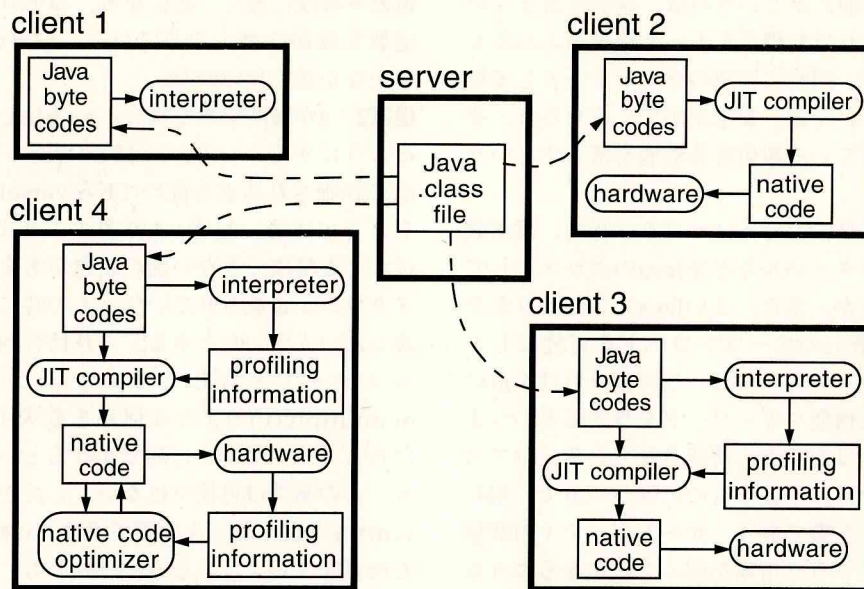 client 1
Java
byte
codes
interpreter
server
Java
.class
file
client 2
Java
byte
codes
JIT compiler
native
code
hardware
client 4
Java
byte
codes
interpreter
JIT compiler
profiling
information
native
code
hardware
native code
optimizer
profiling
information
client 3
Java
byte
codes
interpreter
JIT compiler
profiling
information
native
code
hardware